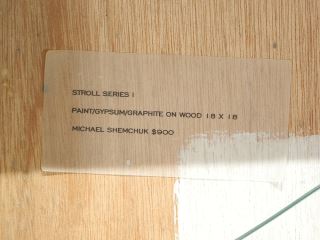 STROLL SERIES I
PAINT/GYPSUM/GRAPHITE ON WOOD 18 X 18
MICHAEL SHEMCHUK $900